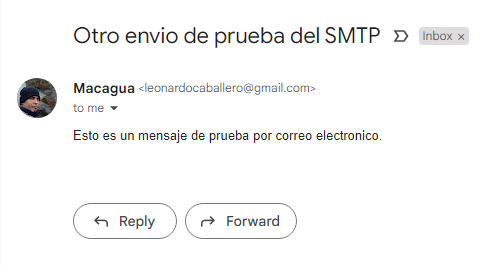 Otro envio de prueba del SMTP Inbox ×
Macagua <leonardocaballero@gmail.com>
to me
Esto es un mensaje de prueba por correo electronico.
Reply Forward